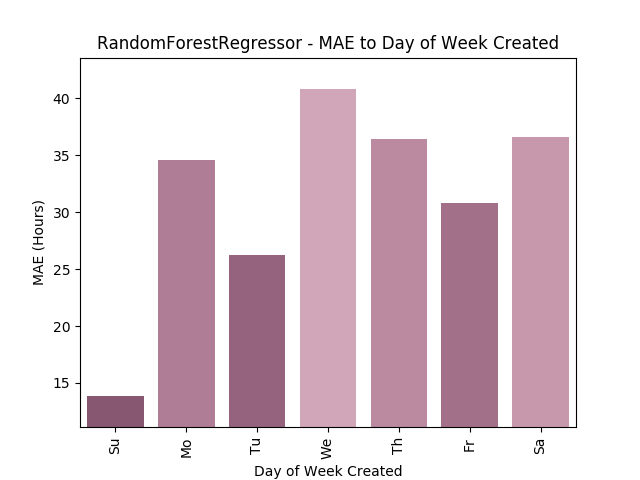 RandomForestRegressor - MAE to Day of Week Created
MAE (Hours)
40
35
30
25
20
15
Su
Mo
Tu
We
Th
Fr
Sa
Day of Week Created